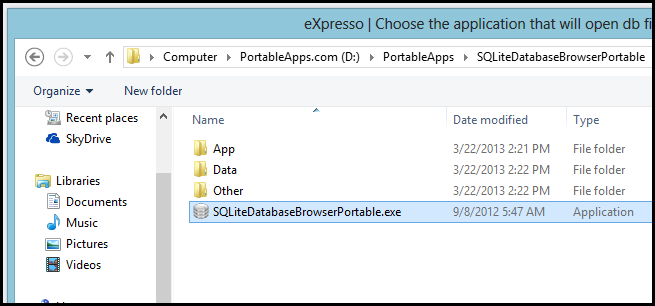 eXpresso | Choose the application that will open db fi
Computer PortableApps.com (D:) PortableApps SQLiteDatabaseBrowserPortable
Organize New folder
Recent places
SkyDrive
Libraries
Documents
Music
Pictures
Videos
Name Date modified Type
App 3/22/2013 2:21 PM File folder
Data 3/22/2013 2:22 PM File folder
Other 3/22/2013 2:22 PM File folder
SQLiteDatabaseBrowserPortable.exe 9/8/2012 5:47 AM Application